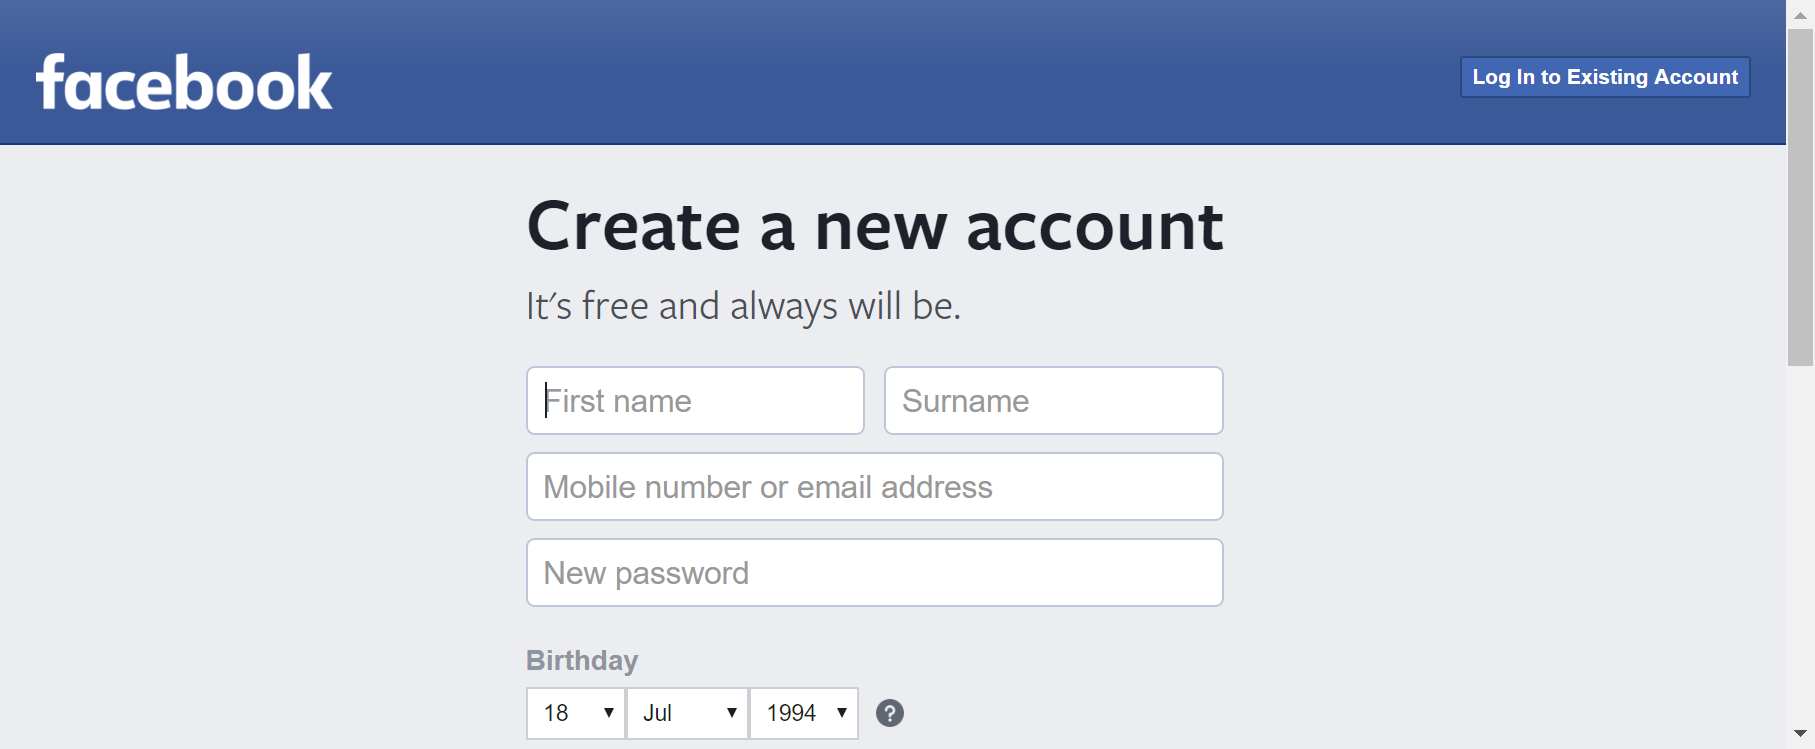 facebook
Log In to Existing Account
Create a new account
It's free and always will be.
First name Surname
Mobile number or email address
New password
Birthday
18 Jul 1994 ?